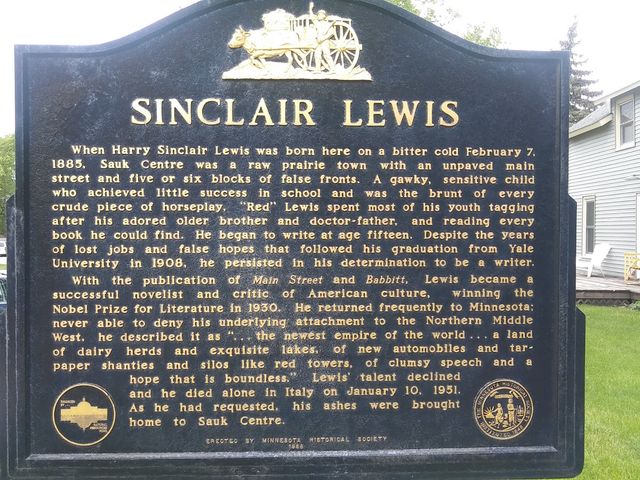 SINCLAIR LEWIS
When Harry Sinclair Lewis was born here on a bitter cold February 7,
1885, Sauk Centre was a raw prairie town with an unpaved main
street and five or six blocks of false fronts. A gawky, sensitive child
who achieved little success in school and was the brunt of every
crude piece of horseplay, "Red" Lewis spent most of his youth tagging
after his adored older brother and doctor-father, and reading every
book he could find. He began to write at age fifteen. Despite the years
of lost jobs and false hopes that followed his graduation from Yale
University in 1908, he persisted in his determination to be a writer.
With the publication of Main Street and Babbitt, Lewis became a
successful novelist and critic of American culture, winning the
Nobel Prize for Literature in 1930. He returned frequently to Minnesota;
never able to deny his underlying attachment to the Northern Middle
West, he described it as "... the newest empire of the world ... a land
of dairy herds and exquisite lakes, of new automobiles and tar-
paper shanties and silos like red towers, of clumsy speech and a
hope that is boundless." Lewis' talent declined
and he died alone in Italy on January 10, 1951.
As he had requested, his ashes were brought
home to Sauk Centre.
ERECTED BY MINNESOTA HISTORICAL SOCIETY